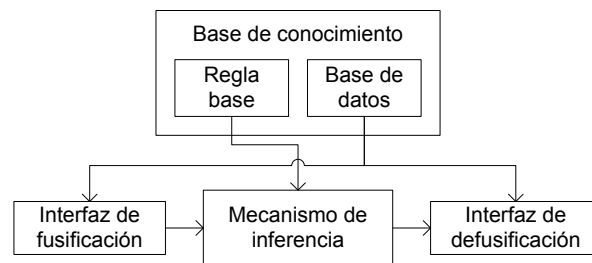 Base de conocimiento
Regla
base
Base de
datos
Interfaz de
fusificación
Mecanismo de
inferencia
Interfaz de
defusificación